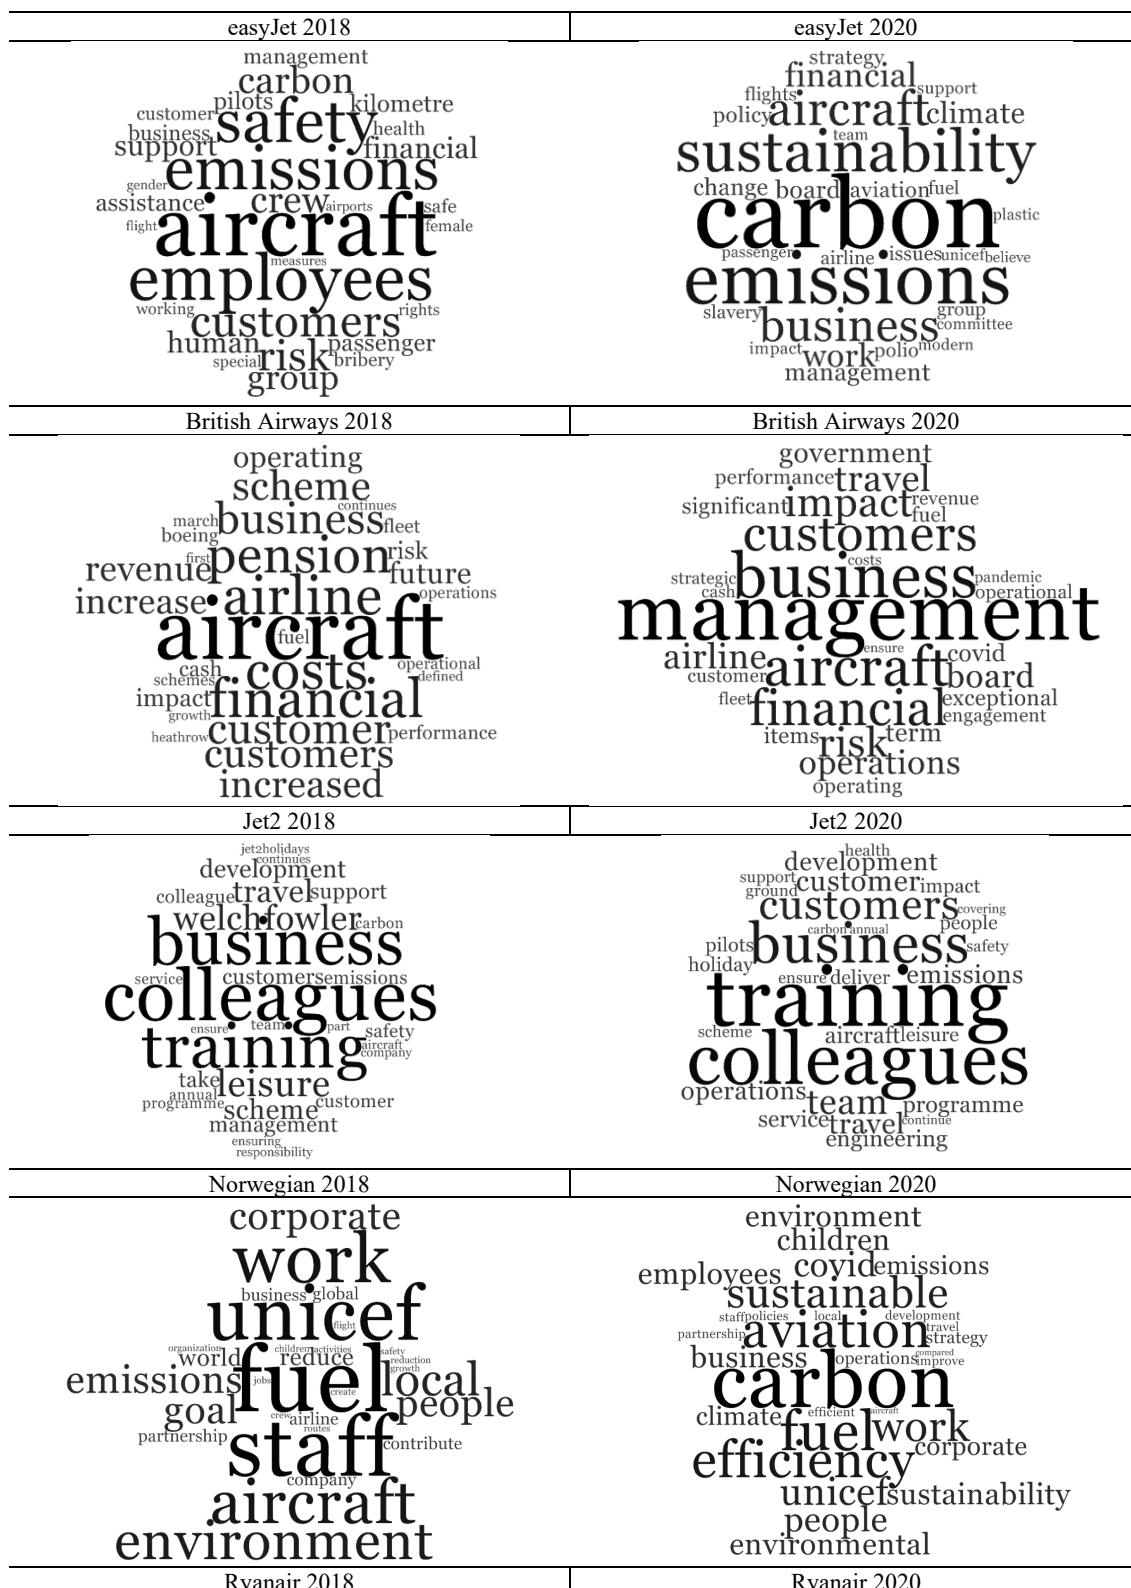 easyJet 2018
easyJet 2020
management
carbon
pilots kilometre
customer safety
business health
support financial
emissions
gender
assistance crew airports safe
flight aircraft female
measures
employees
working rights
customers
human passenger
special risk bribery
group
strategy
financial support
flights aircraft climate
policy
team
sustainability
change board aviation fuel
carbon plastic
passenger airline issues unicef believe
emissions
slavery group
business committee
impact work polio modern
management
British Airways 2018
British Airways 2020
operating
scheme
continues
march business fleet
boeing
pension risk
first
revenue future
increase airline operations
aircraft
fuel
cash costs operational
schemes defined
impact financial
growth
heathrow customer performance
customers
increased
government
performance travel
significant impact revenue
fuel
customers
costs
strategic business pandemic
cash operational
management
ensure
airline aircraft covid
customer board
fleet financial exceptional
engagement
items risk term
operations
operating
Jet2 2018
Jet2 2020
jet2holidays
continues
development
colleague travel support
welch fowler carbon
business
service customers emissions
colleagues
ensure team part safety
training aircraft
company
take leisure
annual
programme scheme customer
management
ensuring
responsibility
health
development
support customer impact
ground
customers covering
carbon annual people
pilots business safety
holiday
ensure deliver emissions
training
scheme aircraft leisure
colleagues
operations team programme
service travel continue
engineering
Norwegian 2018
Norwegian 2020
corporate
work
business global
unicef
flight
organization children activities safety
world reduce reduction
growth
emissions jobs fuel local
create
goal crew airline people
routes
partnership staff contribute
company
aircraft
environment
environment
children
employees covid emissions
sustainable
staff policies local development
travel
partnership aviation strategy
business operations compared
improve
carbon
climate efficient aircraft
fuel work
efficiency corporate
unicef sustainability
people
environmental
Ryanair 2018
Ryanair 2020